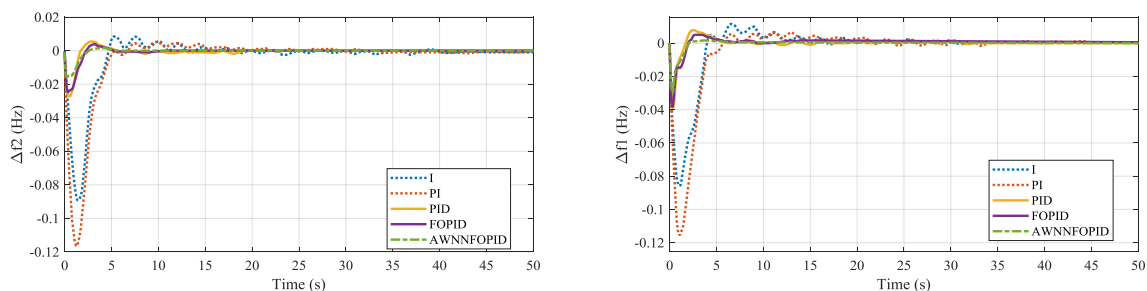 0.02
0
-0.02
-0.04
-0.06
-0.08
-0.1
-0.12
Δf2 (Hz)
0 5 10 15 20 25 30 35 40 45 50
Time (s)
I
PI
PID
FOPID
AWNNFOPID
0
-0.02
-0.04
-0.06
-0.08
-0.1
-0.12
Δf1 (Hz)
0 5 10 15 20 25 30 35 40 45 50
Time (s)
I
PI
PID
FOPID
AWNNFOPID